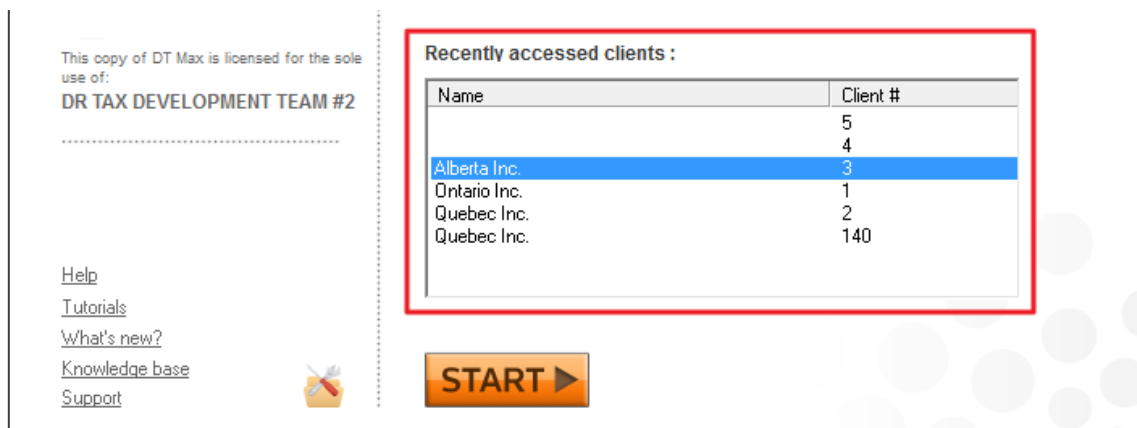 This copy of DT Max is licensed for the sole
use of:
DR TAX DEVELOPMENT TEAM #2
Help
Tutorials
What's new?
Knowledge base
Support
Recently accessed clients :
Name Client #
5
4
Alberta Inc. 3
Ontario Inc. 1
Quebec Inc. 2
Quebec Inc. 140
START